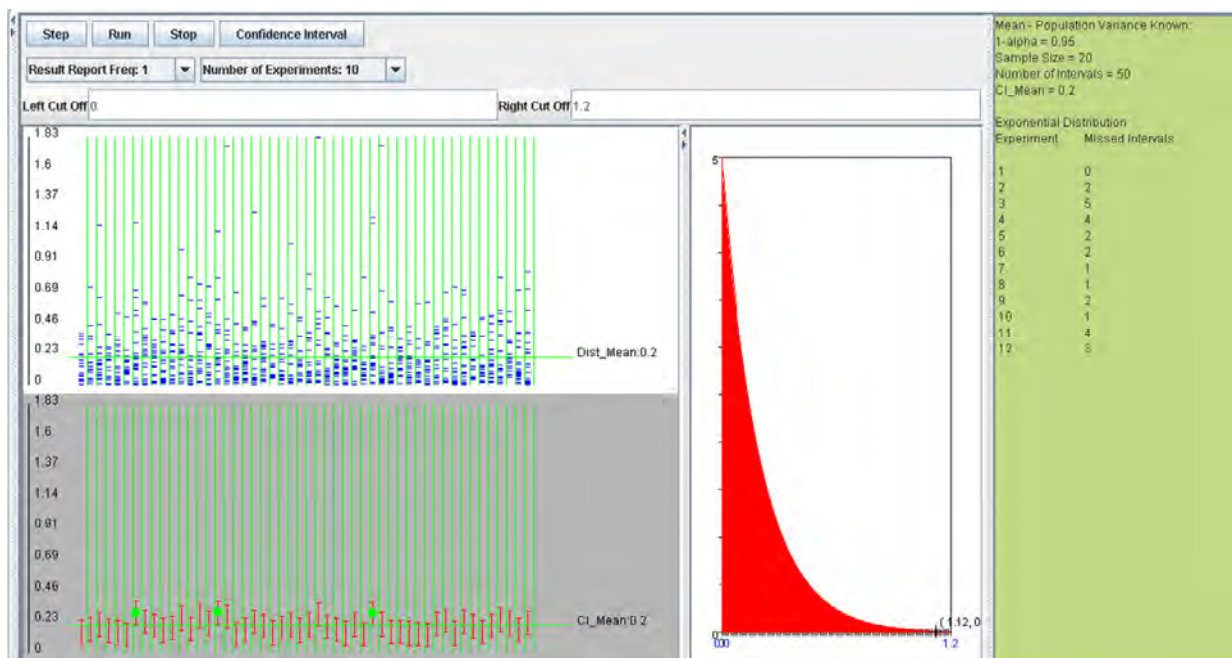 Step Run Stop Confidence Interval
Result Report Freq: 1 Number of Experiments: 10
Left Cut Off 0. Right Cut Off 1.2
1.83
1.6
1.37
1.14
0.91
0.69
0.46
0.23
0
Dist_Mean:0.2
1.83
1.6
1.37
1.14
0.91
0.69
0.46
0.23
0
CI_Mean:0.2
5
0
0.0
1.2
Mean - Population Variance Known:
1-alpha = 0.95
Sample Size = 20
Number of Intervals = 50
CI_Mean = 0.2
Exponential Distribution
Experiment Missed Intervals
1 0
2 2
3 5
4 4
5 2
6 2
7 1
8 1
9 2
10 1
11 4
12 3